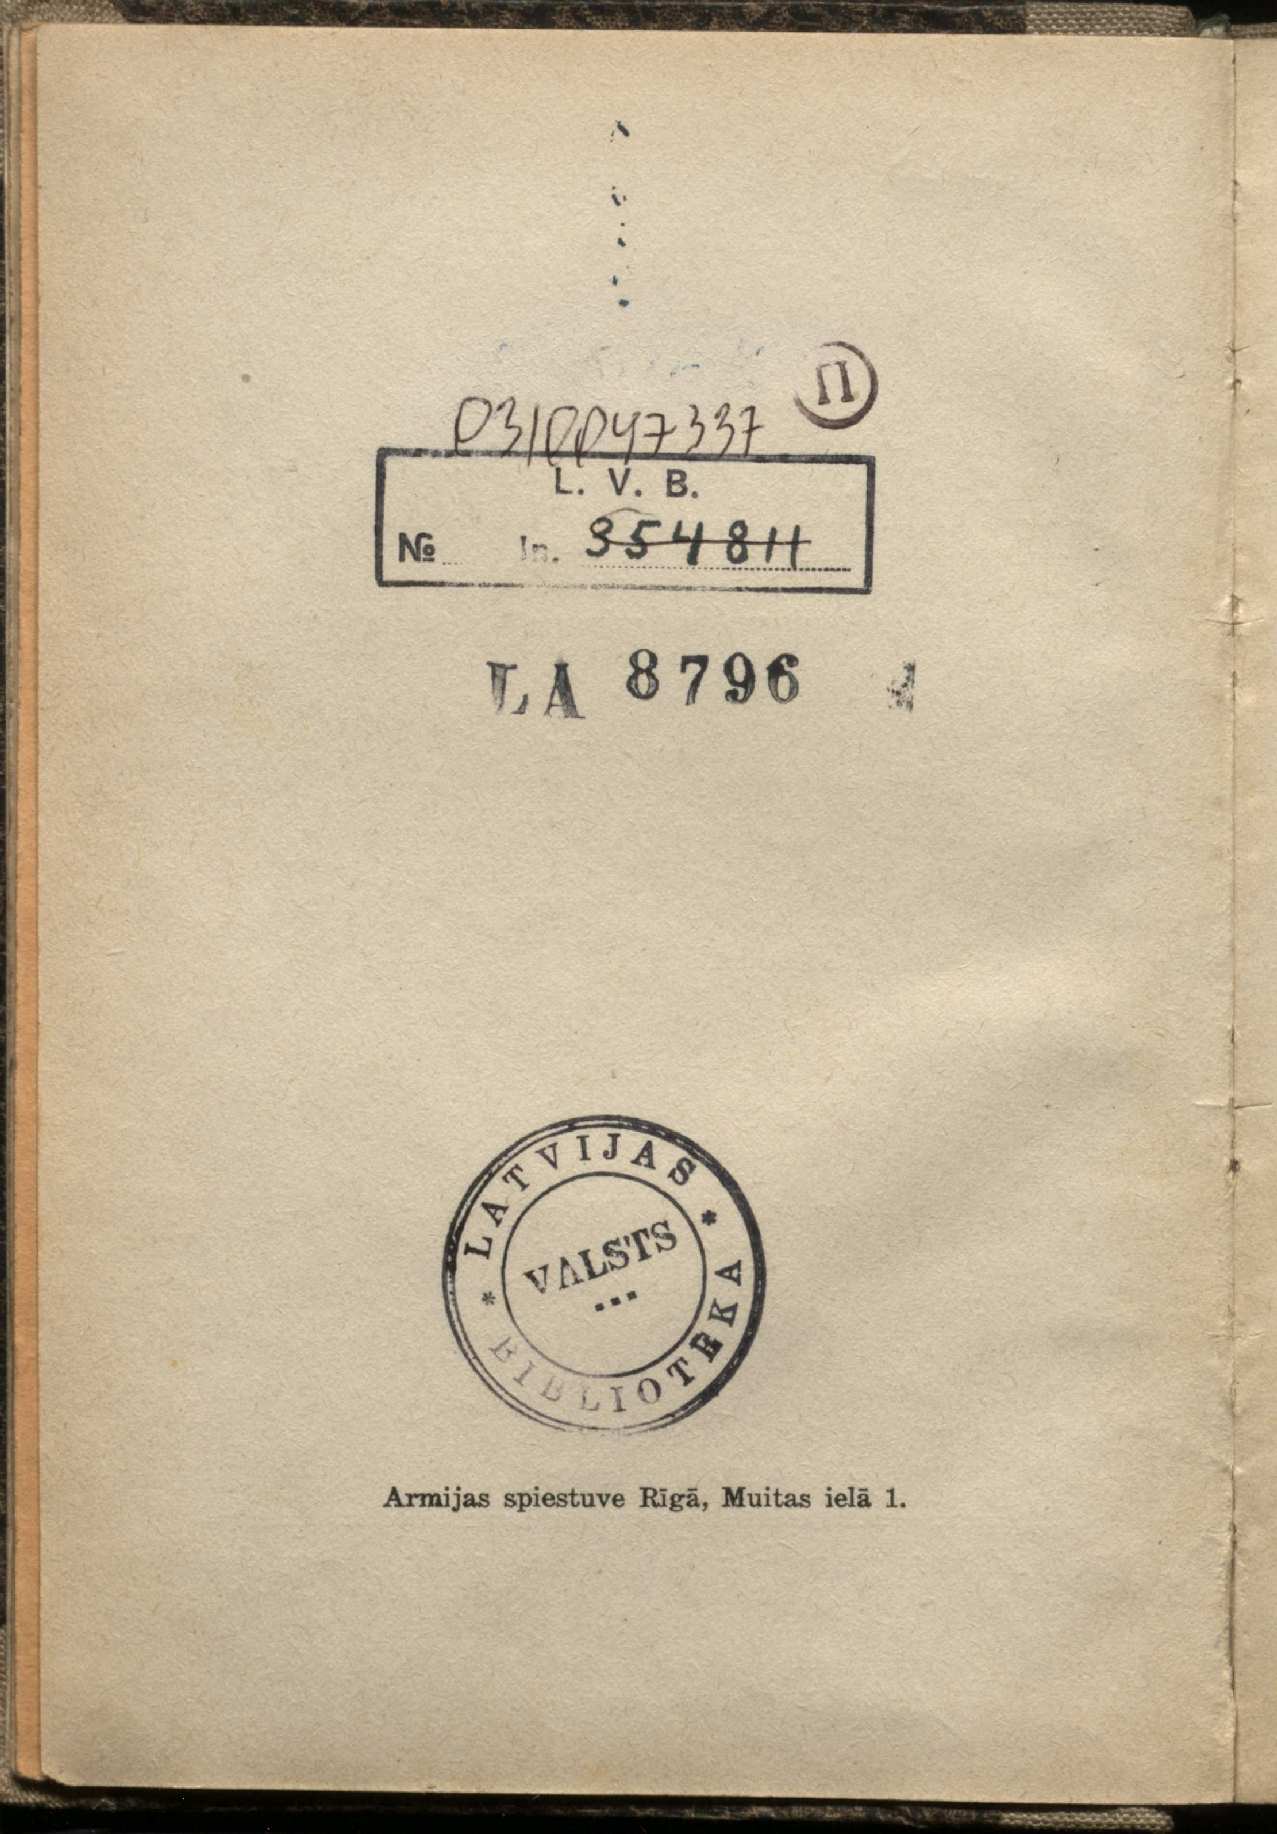 П
0310047337
L. V. B.
№ In. 354811
LA 8796
LATVIJAS
VALSTS
BIBLIOTEKA
Armijas spiestuve Rīgā, Muitas ielā 1.